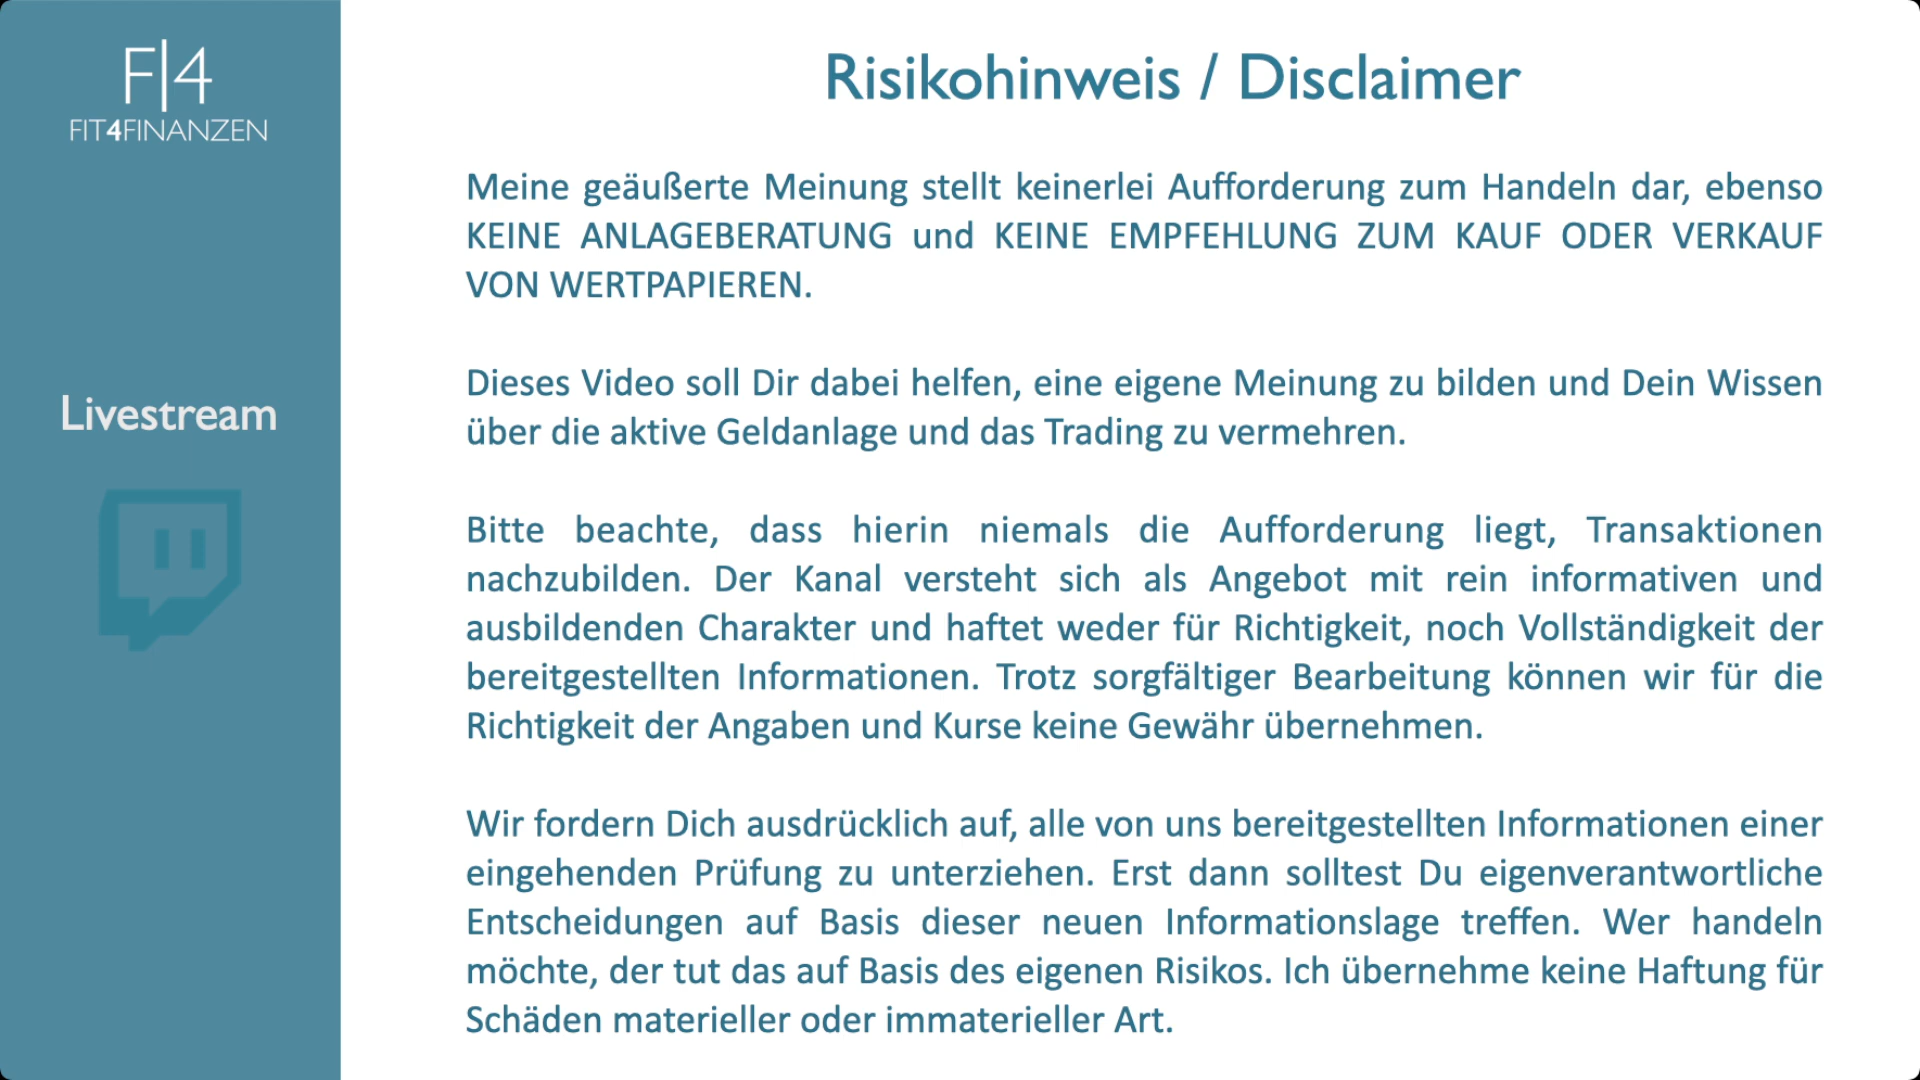 F|4
FIT4FINANZEN
Livestream
Risikohinweis / Disclaimer
Meine geäußerte Meinung stellt keinerlei Aufforderung zum Handeln dar, ebenso
KEINE ANLAGEBERATUNG und KEINE EMPFEHLUNG ZUM KAUF ODER VERKAUF
VON WERTPAPIEREN.
Dieses Video soll Dir dabei helfen, eine eigene Meinung zu bilden und Dein Wissen
über die aktive Geldanlage und das Trading zu vermehren.
Bitte beachte, dass hierin niemals die Aufforderung liegt, Transaktionen
nachzubilden. Der Kanal versteht sich als Angebot mit rein informativen und
ausbildenden Charakter und haftet weder für Richtigkeit, noch Vollständigkeit der
bereitgestellten Informationen. Trotz sorgfältiger Bearbeitung können wir für die
Richtigkeit der Angaben und Kurse keine Gewähr übernehmen.
Wir fordern Dich ausdrücklich auf, alle von uns bereitgestellten Informationen einer
eingehenden Prüfung zu unterziehen. Erst dann solltest Du eigenverantwortliche
Entscheidungen auf Basis dieser neuen Informationslage treffen. Wer handeln
möchte, der tut das auf Basis des eigenen Risikos. Ich übernehme keine Haftung für
Schäden materieller oder immaterieller Art.